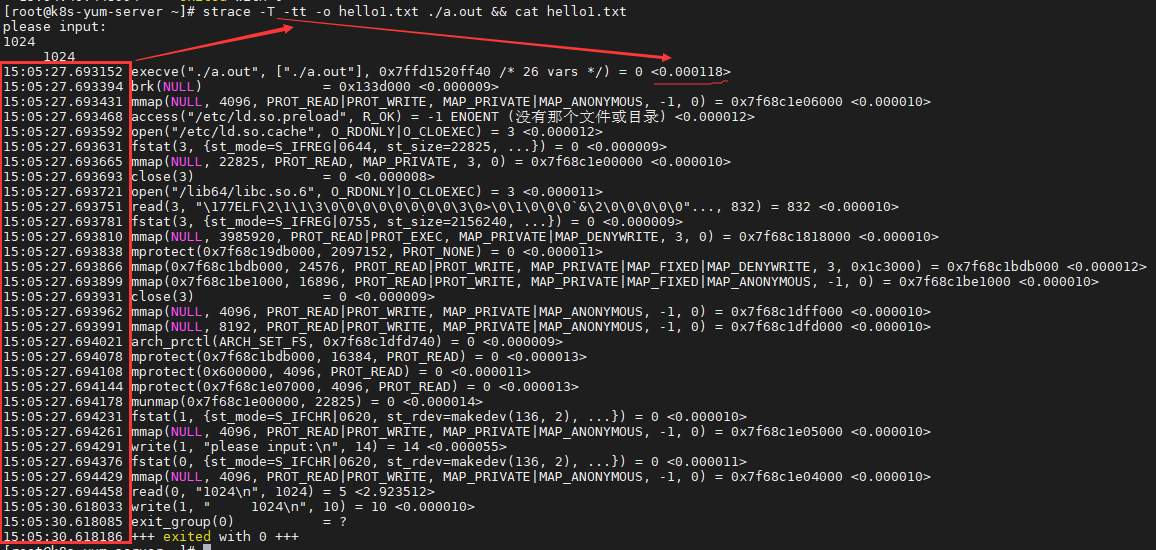 [root@k8s-yum-server ~]# strace -T -tt -o hello1.txt ./a.out && cat hello1.txt
please input:
1024
     1024
15:05:27.693152 execve("./a.out", ["./a.out"], 0x7ffd1520ff40 /* 26 vars */) = 0 <0.000118>
15:05:27.693394 brk(NULL)               = 0x133d000 <0.000009>
15:05:27.693431 mmap(NULL, 4096, PROT_READ|PROT_WRITE, MAP_PRIVATE|MAP_ANONYMOUS, -1, 0) = 0x7f68c1e06000 <0.000010>
15:05:27.693468 access("/etc/ld.so.preload", R_OK) = -1 ENOENT (没有那个文件或目录) <0.000012>
15:05:27.693592 open("/etc/ld.so.cache", O_RDONLY|O_CLOEXEC) = 3 <0.000012>
15:05:27.693631 fstat(3, {st_mode=S_IFREG|0644, st_size=22825, ...}) = 0 <0.000009>
15:05:27.693665 mmap(NULL, 22825, PROT_READ, MAP_PRIVATE, 3, 0) = 0x7f68c1e00000 <0.000010>
15:05:27.693693 close(3)                = 0 <0.000008>
15:05:27.693721 open("/lib64/libc.so.6", O_RDONLY|O_CLOEXEC) = 3 <0.000011>
15:05:27.693751 read(3, "\177ELF\2\1\1\3\0\0\0\0\0\0\0\0\3\0>\0\1\0\0\0`&\2\0\0\0\0\0"..., 832) = 832 <0.000010>
15:05:27.693781 fstat(3, {st_mode=S_IFREG|0755, st_size=2156240, ...}) = 0 <0.000009>
15:05:27.693810 mmap(NULL, 3985920, PROT_READ|PROT_EXEC, MAP_PRIVATE|MAP_DENYWRITE, 3, 0) = 0x7f68c1818000 <0.000010>
15:05:27.693838 mprotect(0x7f68c19db000, 2097152, PROT_NONE) = 0 <0.000011>
15:05:27.693866 mmap(0x7f68c1bdb000, 24576, PROT_READ|PROT_WRITE, MAP_PRIVATE|MAP_FIXED|MAP_DENYWRITE, 3, 0x1c3000) = 0x7f68c1bdb000 <0.000012>
15:05:27.693899 mmap(0x7f68c1be1000, 16896, PROT_READ|PROT_WRITE, MAP_PRIVATE|MAP_FIXED|MAP_ANONYMOUS, -1, 0) = 0x7f68c1be1000 <0.000010>
15:05:27.693931 close(3)                = 0 <0.000009>
15:05:27.693962 mmap(NULL, 4096, PROT_READ|PROT_WRITE, MAP_PRIVATE|MAP_ANONYMOUS, -1, 0) = 0x7f68c1dff000 <0.000010>
15:05:27.693991 mmap(NULL, 8192, PROT_READ|PROT_WRITE, MAP_PRIVATE|MAP_ANONYMOUS, -1, 0) = 0x7f68c1dfd000 <0.000010>
15:05:27.694021 arch_prctl(ARCH_SET_FS, 0x7f68c1dfd740) = 0 <0.000009>
15:05:27.694078 mprotect(0x7f68c1bdb000, 16384, PROT_READ) = 0 <0.000013>
15:05:27.694108 mprotect(0x600000, 4096, PROT_READ) = 0 <0.000011>
15:05:27.694144 mprotect(0x7f68c1e07000, 4096, PROT_READ) = 0 <0.000013>
15:05:27.694178 munmap(0x7f68c1e00000, 22825) = 0 <0.000014>
15:05:27.694231 fstat(1, {st_mode=S_IFCHR|0620, st_rdev=makedev(136, 2), ...}) = 0 <0.000010>
15:05:27.694261 mmap(NULL, 4096, PROT_READ|PROT_WRITE, MAP_PRIVATE|MAP_ANONYMOUS, -1, 0) = 0x7f68c1e05000 <0.000010>
15:05:27.694291 write(1, "please input:\n", 14) = 14 <0.000055>
15:05:27.694376 fstat(0, {st_mode=S_IFCHR|0620, st_rdev=makedev(136, 2), ...}) = 0 <0.000011>
15:05:27.694429 mmap(NULL, 4096, PROT_READ|PROT_WRITE, MAP_PRIVATE|MAP_ANONYMOUS, -1, 0) = 0x7f68c1e04000 <0.000010>
15:05:27.694458 read(0, "1024\n", 1024) = 5 <2.923512>
15:05:30.618033 write(1, "     1024\n", 10) = 10 <0.000010>
15:05:30.618085 exit_group(0)           = ?
15:05:30.618186 +++ exited with 0 +++
[root@k8s-yum-server ~]#